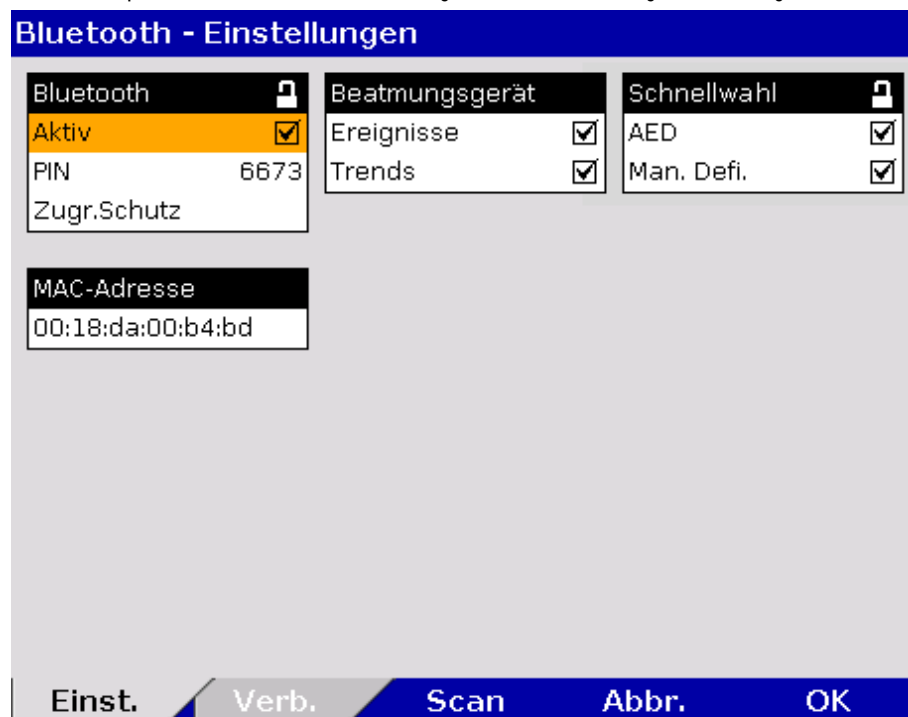 Bluetooth - Einstellungen
Bluetooth
Aktiv
PIN 6673
Zugr.Schutz
Beatmungsgerät
Ereignisse
Trends
Schnellwahl
AED
Man. Defi.
MAC-Adresse
00:18:da:00:b4:bd
Einst. Verb. Scan Abbr. OK